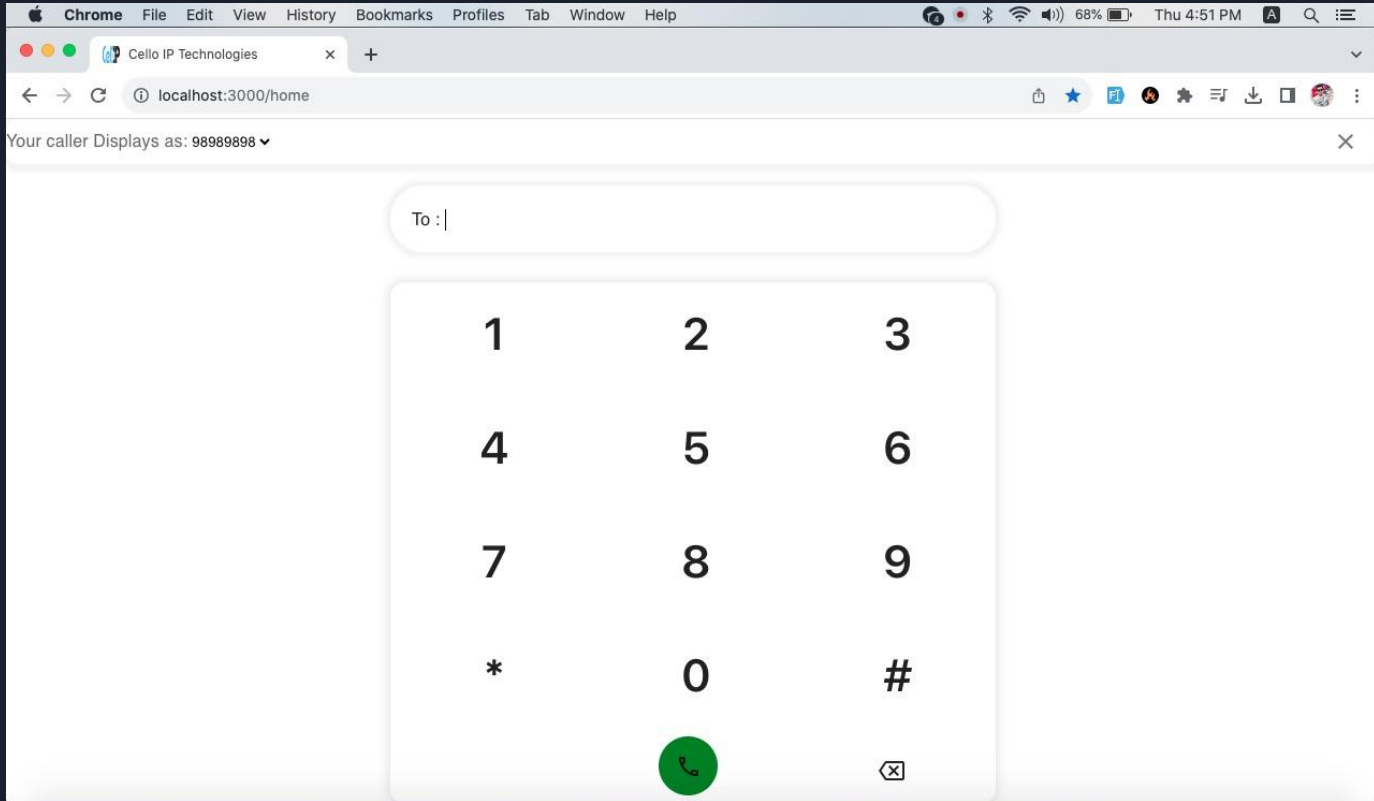 Chrome File Edit View History Bookmarks Profiles Tab Window Help 4 68% Thu 4:51 PM A
Cello IP Technologies
localhost:3000/home
Your caller Displays as: 98989898
To :
1 2 3
4 5 6
7 8 9
* 0 #